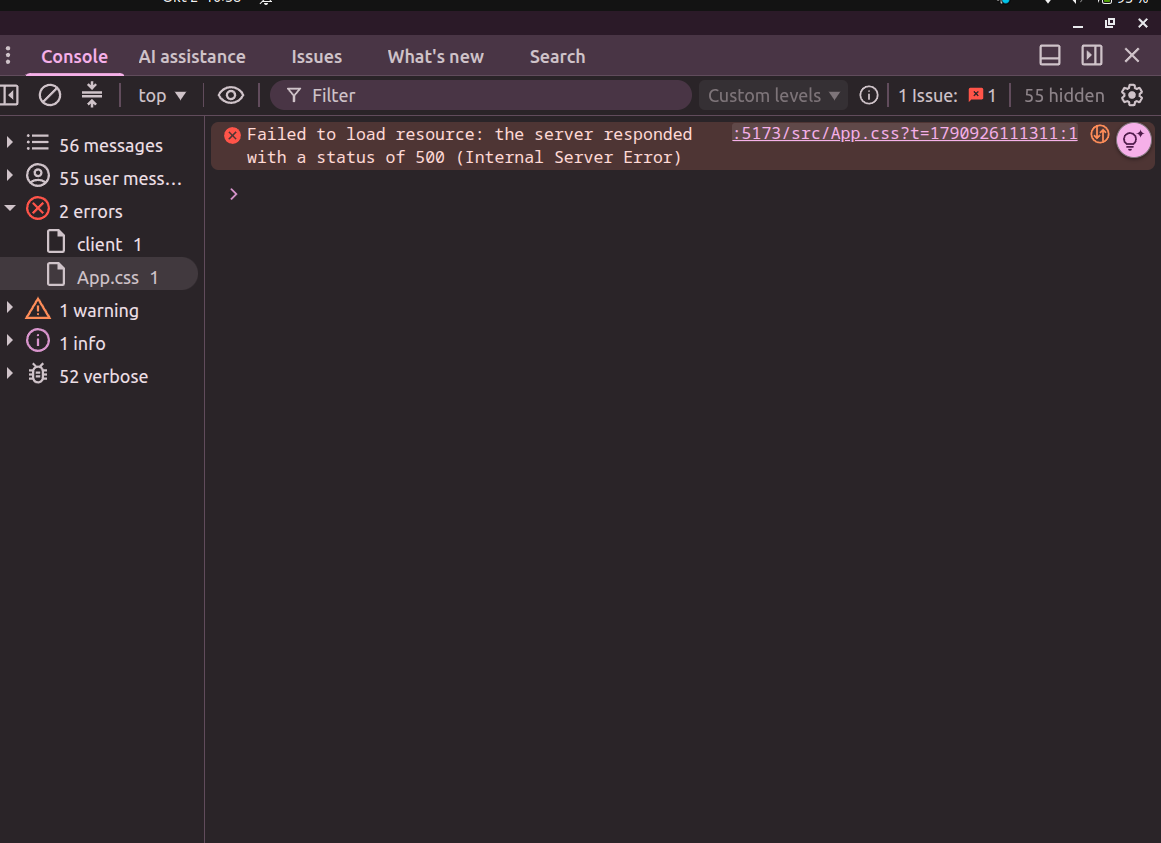 Console AI assistance Issues What's new Search
top Filter Custom levels 1 Issue: 1 55 hidden
56 messages
55 user mess...
2 errors
client 1
App.css 1
1 warning
1 info
52 verbose
Failed to load resource: the server responded :5173/src/App.css?t=1790926111311:1
with a status of 500 (Internal Server Error)